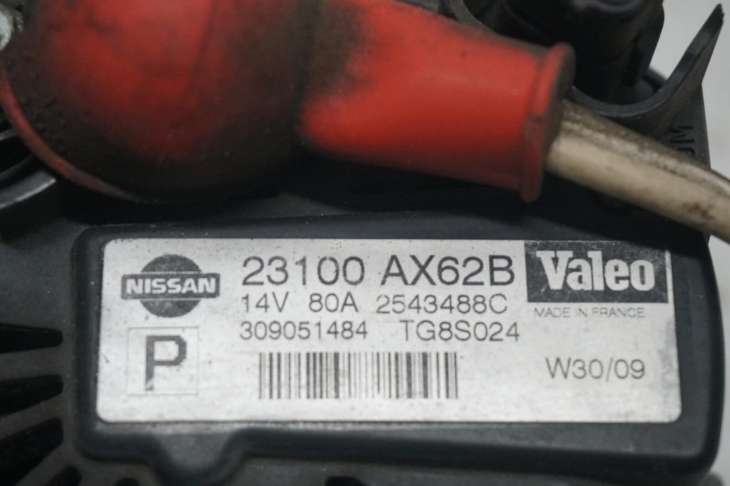 NISSAN 23100 AX62B Valeo
14V 80A 2543488C MADE IN FRANCE
309051484 TG8S024
P
W30/09